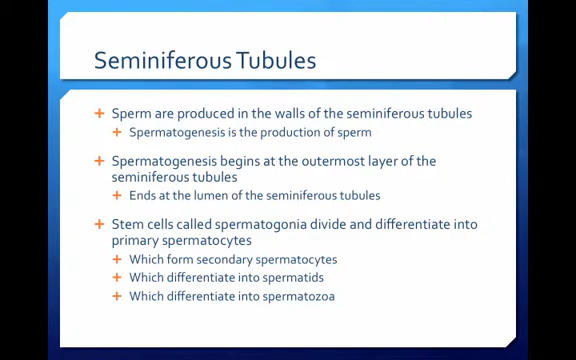 Seminiferous Tubules
+ Sperm are produced in the walls of the seminiferous tubules
+ Spermatogenesis is the production of sperm
+ Spermatogenesis begins at the outermost layer of the
seminiferous tubules
+ Ends at the lumen of the seminiferous tubules
+ Stem cells called spermatogonia divide and differentiate into
primary spermatocytes
+ Which form secondary spermatocytes
+ Which differentiate into spermatids
+ Which differentiate into spermatozoa